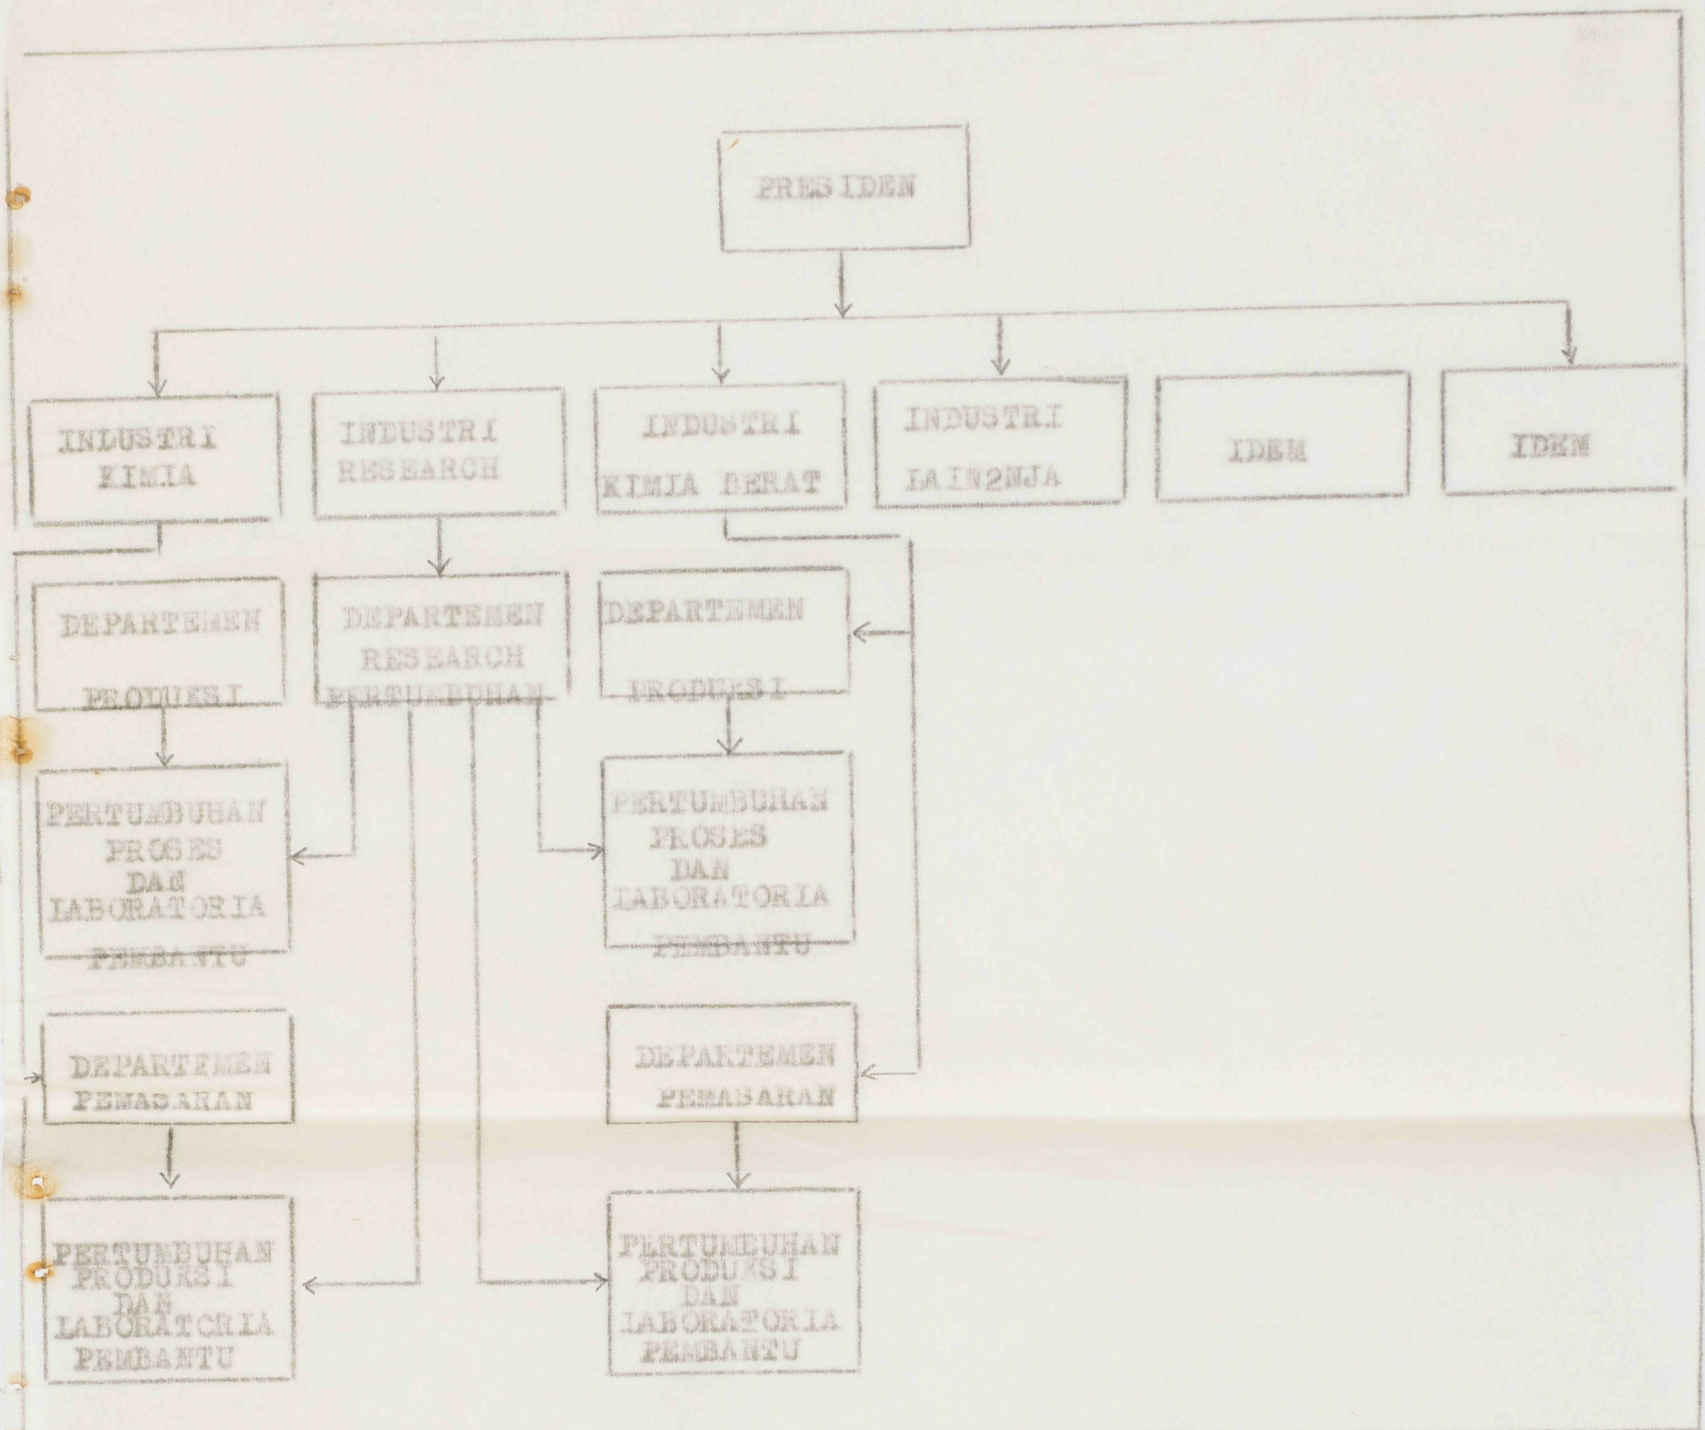 PRESIDEN
INDUSTRI
KIMIA
INDUSTRI
RESEARCH
INDUSTRI
KIMIA BERAT
INDUSTRI
LAIN2NJA
IDEM
IDEM
DEPARTEMEN
PRODUKSI
DEPARTEMEN
RESEARCH
PERTUMBUHAN
DEPARTEMEN
PRODUKSI
PERTUMBUHAN
PROSES
DAN
LABORATORIA
PEMBANTU
PERTUMBUHAN
PROSES
DAN
LABORATORIA
PEMBANTU
DEPARTEMEN
PEMASARAN
DEPARTEMEN
PEMASARAN
PERTUMBUHAN
PRODUKSI
DAN
LABORATORIA
PEMBANTU
PERTUMBUHAN
PRODUKSI
DAN
LABORATORIA
PEMBANTU